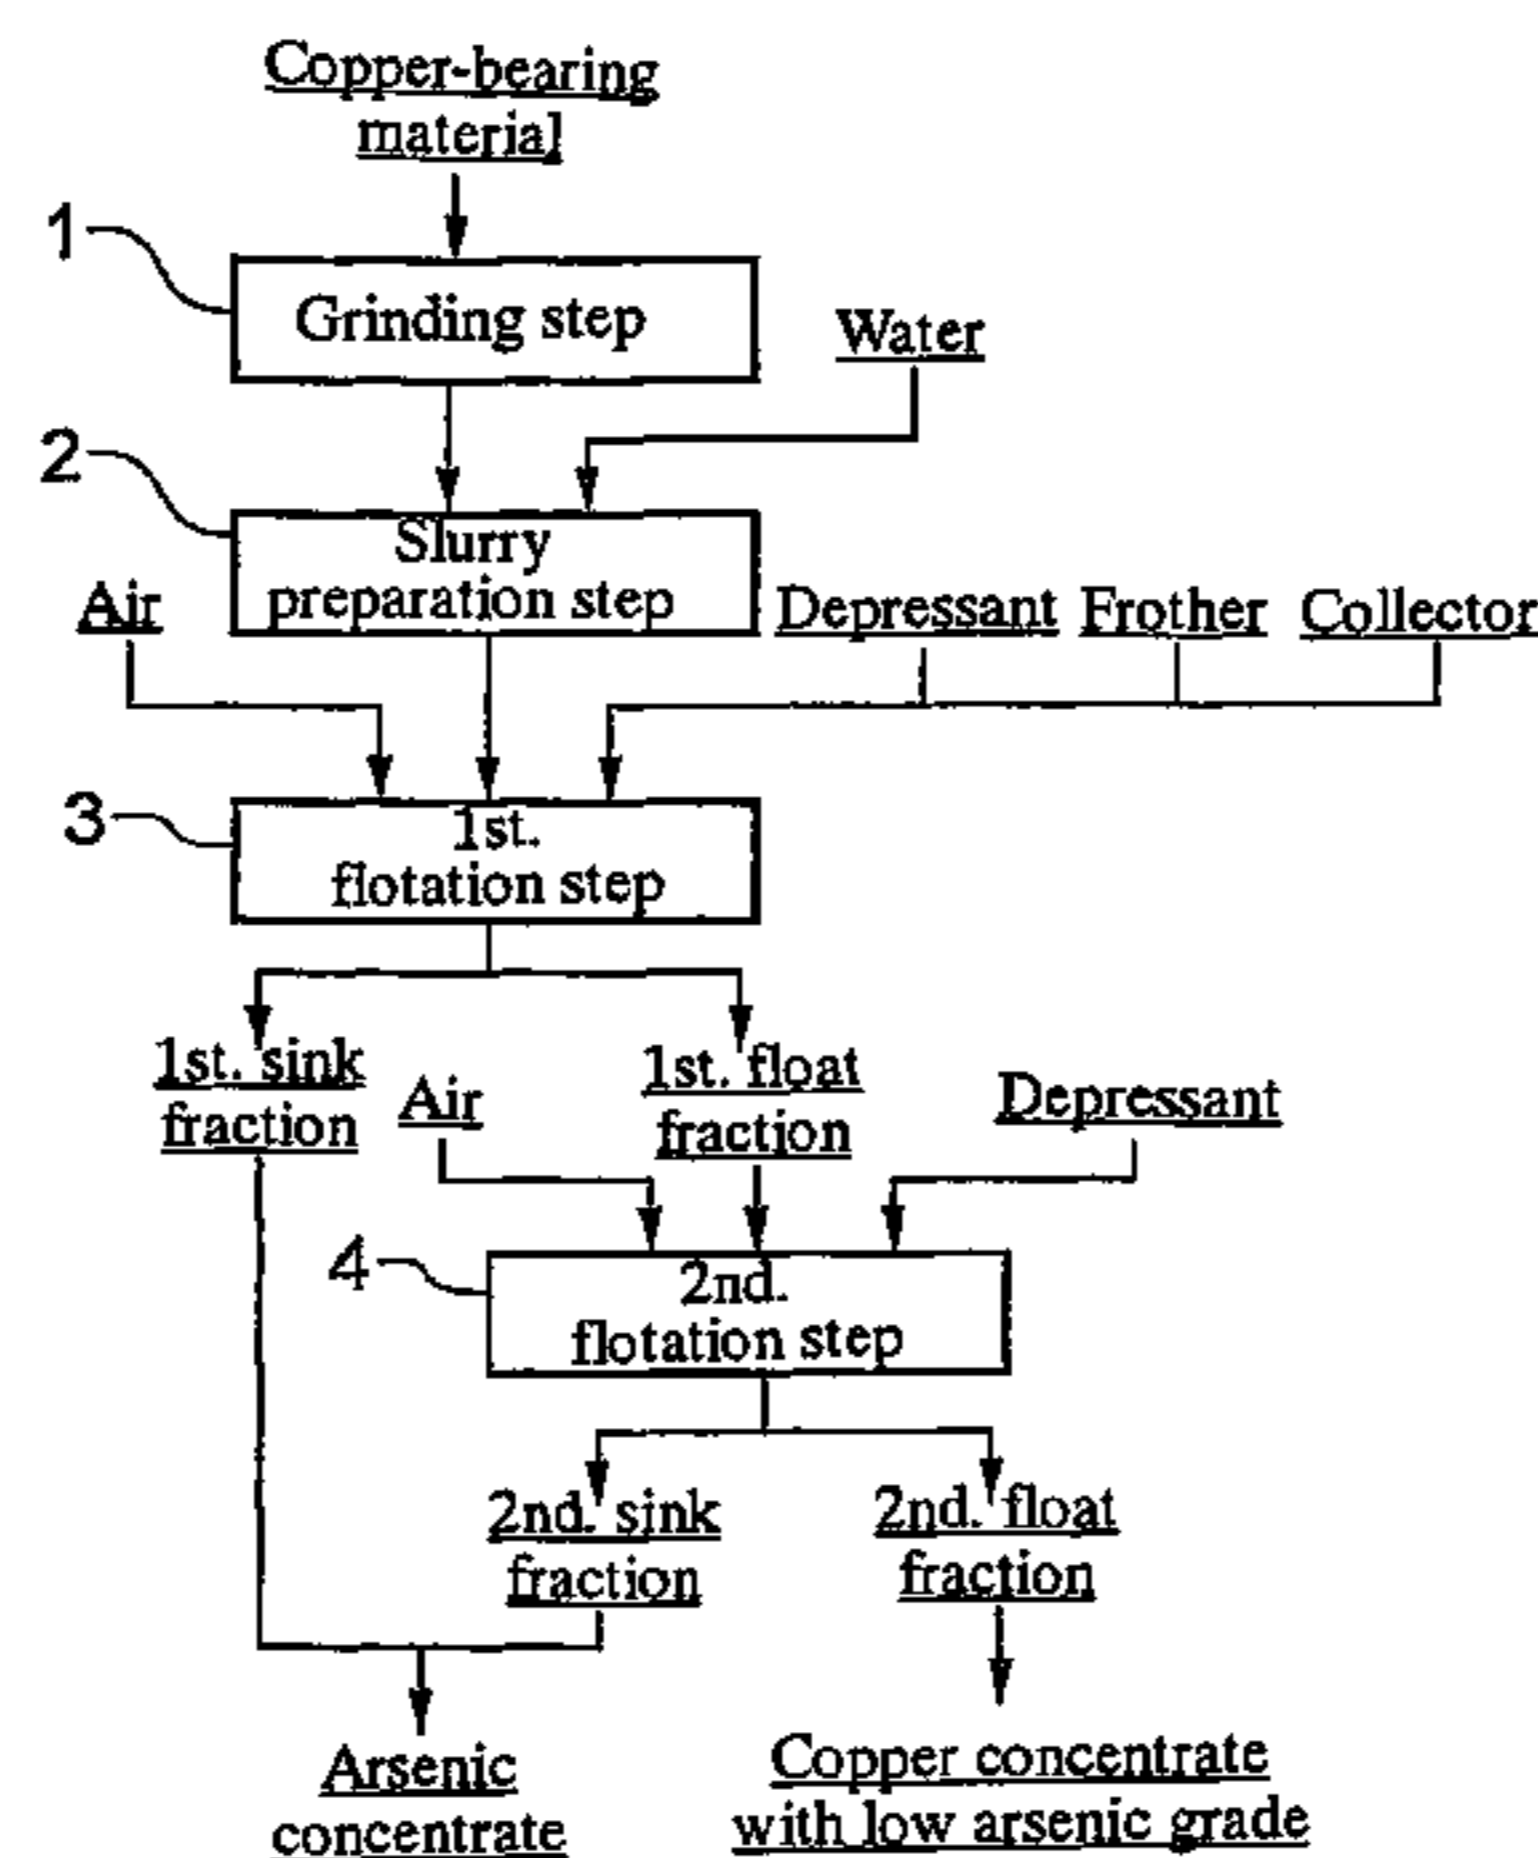 Copper-bearing
material
1
Grinding step
Water
2
Slurry
preparation step
Air
Depressant
Frother
Collector
3
1st.
flotation step
1st. sink
fraction
Air
1st. float
fraction
Depressant
4
2nd.
flotation step
2nd. sink
fraction
2nd. float
fraction
Arsenic
concentrate
Copper concentrate
with low arsenic grade